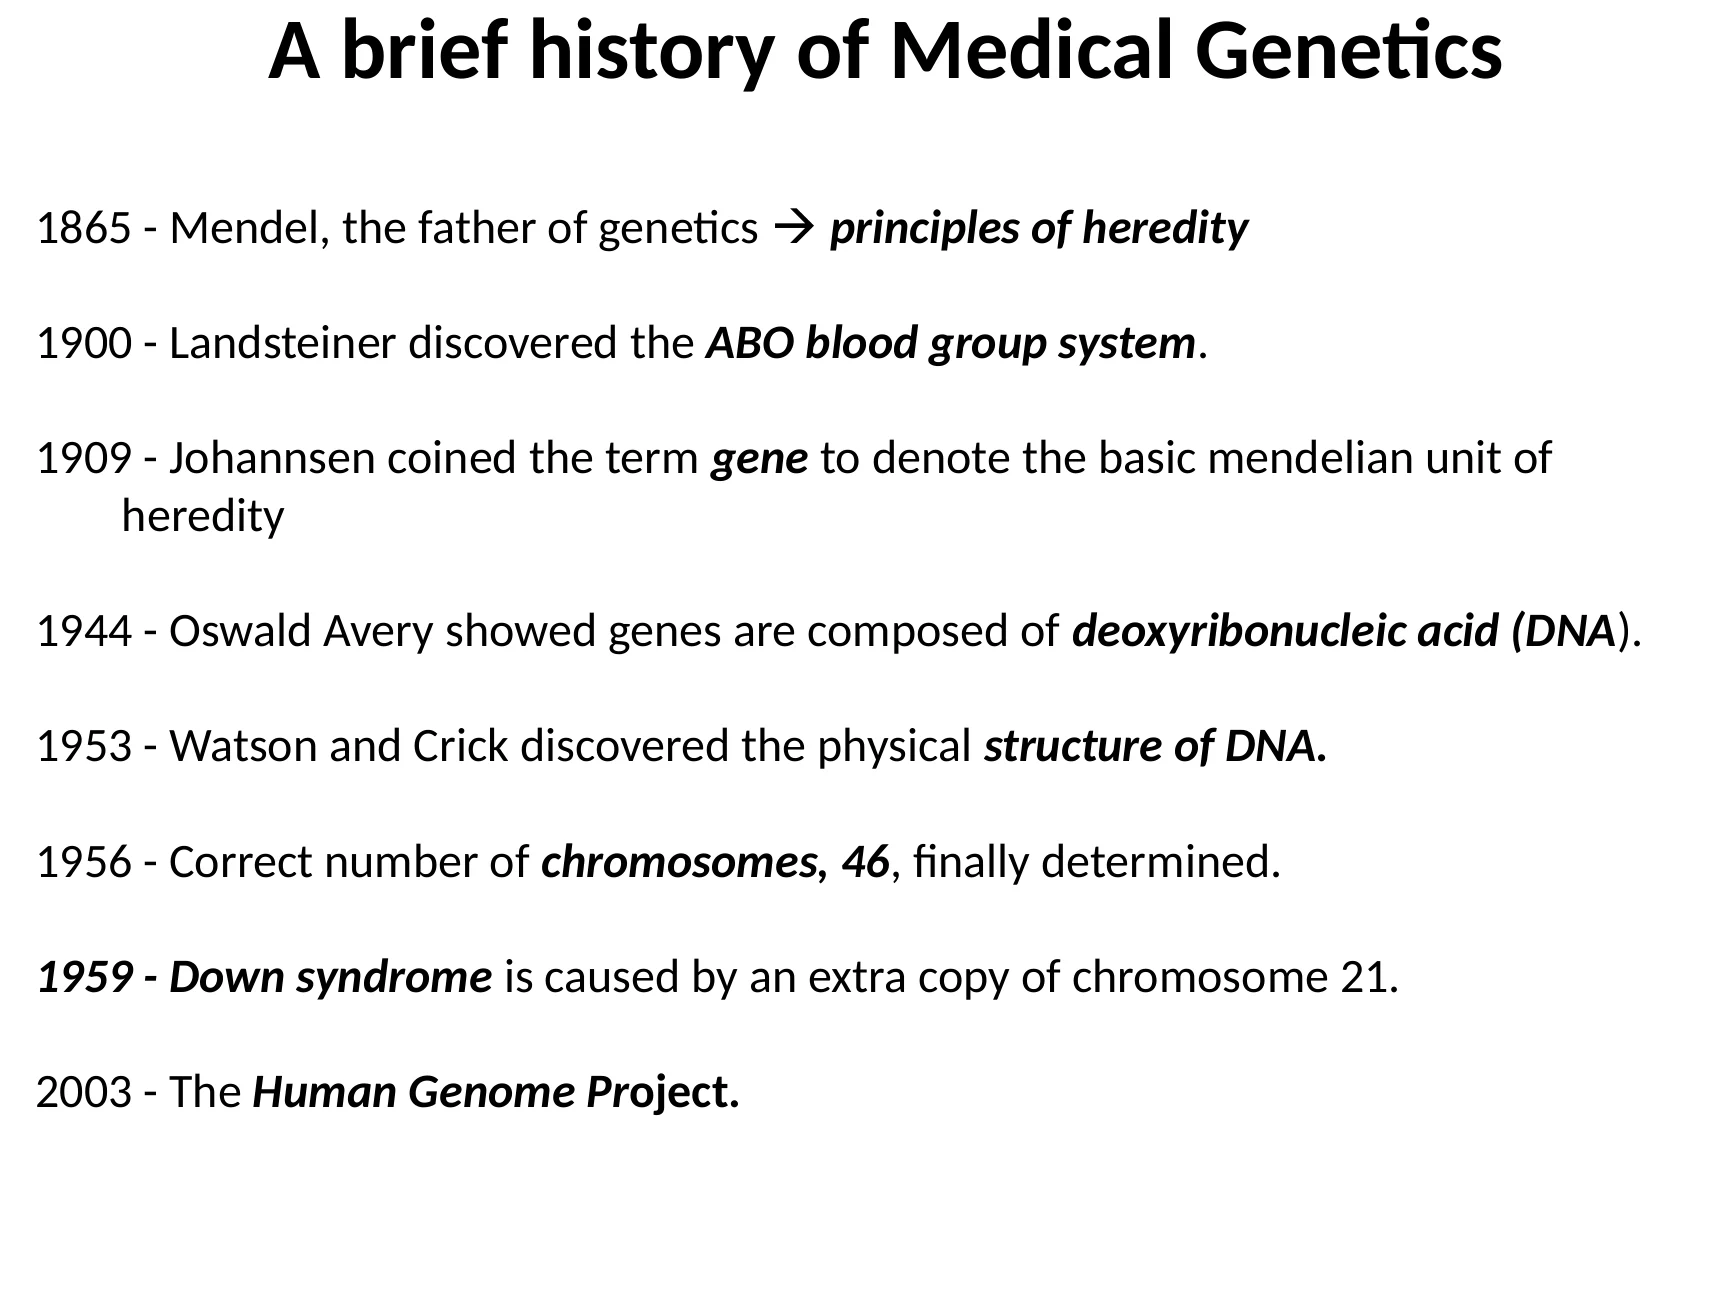 A brief history of Medical Genetics
1865 - Mendel, the father of genetics → principles of heredity
1900 - Landsteiner discovered the ABO blood group system.
1909 - Johannsen coined the term gene to denote the basic mendelian unit of
heredity
1944 - Oswald Avery showed genes are composed of deoxyribonucleic acid (DNA).
1953 - Watson and Crick discovered the physical structure of DNA.
1956 - Correct number of chromosomes, 46, finally determined.
1959 - Down syndrome is caused by an extra copy of chromosome 21.
2003 - The Human Genome Project.